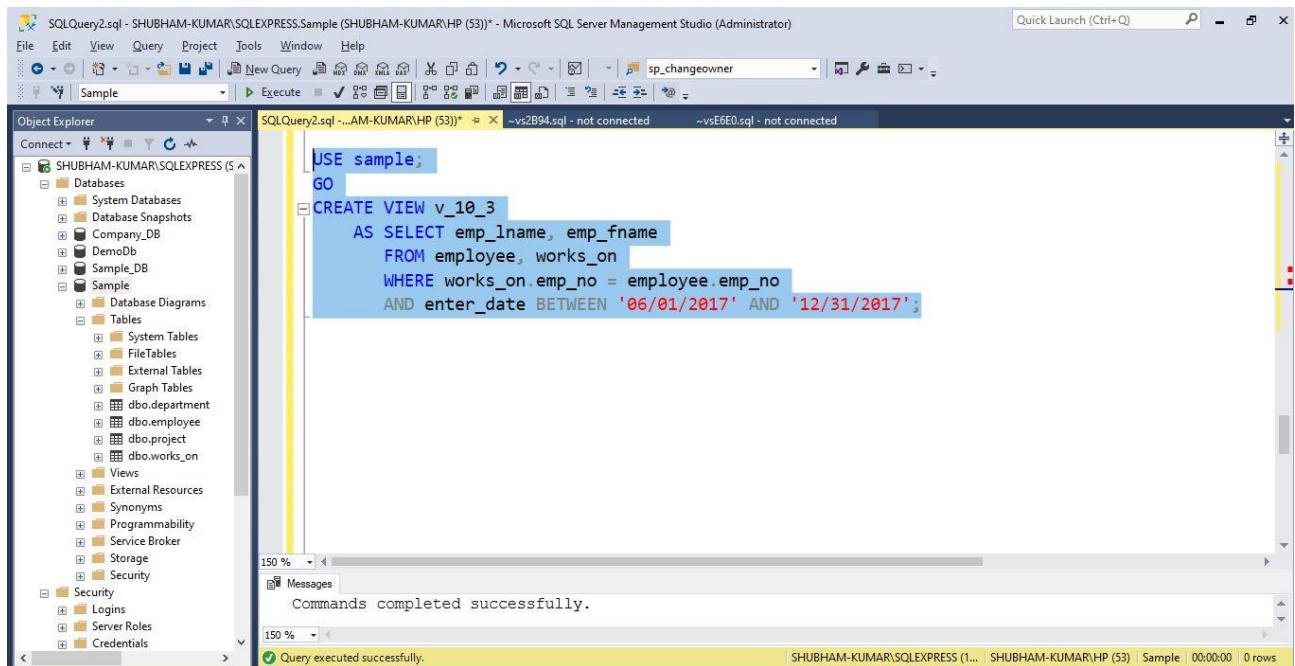 SQLQuery2.sql - SHUBHAM-KUMAR\SQLEXPRESS.Sample (SHUBHAM-KUMAR\HP (53))* - Microsoft SQL Server Management Studio (Administrator)
Quick Launch (Ctrl+Q)
File Edit View Query Project Tools Window Help
New Query MDX DMX XMLA DAX sp_changeowner
Sample Execute
Object Explorer
SQLQuery2.sql -...AM-KUMAR\HP (53))* ~vs2B94.sql - not connected ~vsE6E0.sql - not connected
Connect
SHUBHAM-KUMAR\SQLEXPRESS (S
Databases
System Databases
Database Snapshots
Company_DB
DemoDb
Sample_DB
Sample
Database Diagrams
Tables
System Tables
FileTables
External Tables
Graph Tables
dbo.department
dbo.employee
dbo.project
dbo.works_on
Views
External Resources
Synonyms
Programmability
Service Broker
Storage
Security
Security
Logins
Server Roles
Credentials
USE sample;
GO
CREATE VIEW v_10_3
AS SELECT emp_lname, emp_fname
FROM employee, works_on
WHERE works_on.emp_no = employee.emp_no
AND enter_date BETWEEN '06/01/2017' AND '12/31/2017';
150 %
Messages
Commands completed successfully.
150 %
Query executed successfully. SHUBHAM-KUMAR\SQLEXPRESS (1... SHUBHAM-KUMAR\HP (53) Sample 00:00:00 0 rows